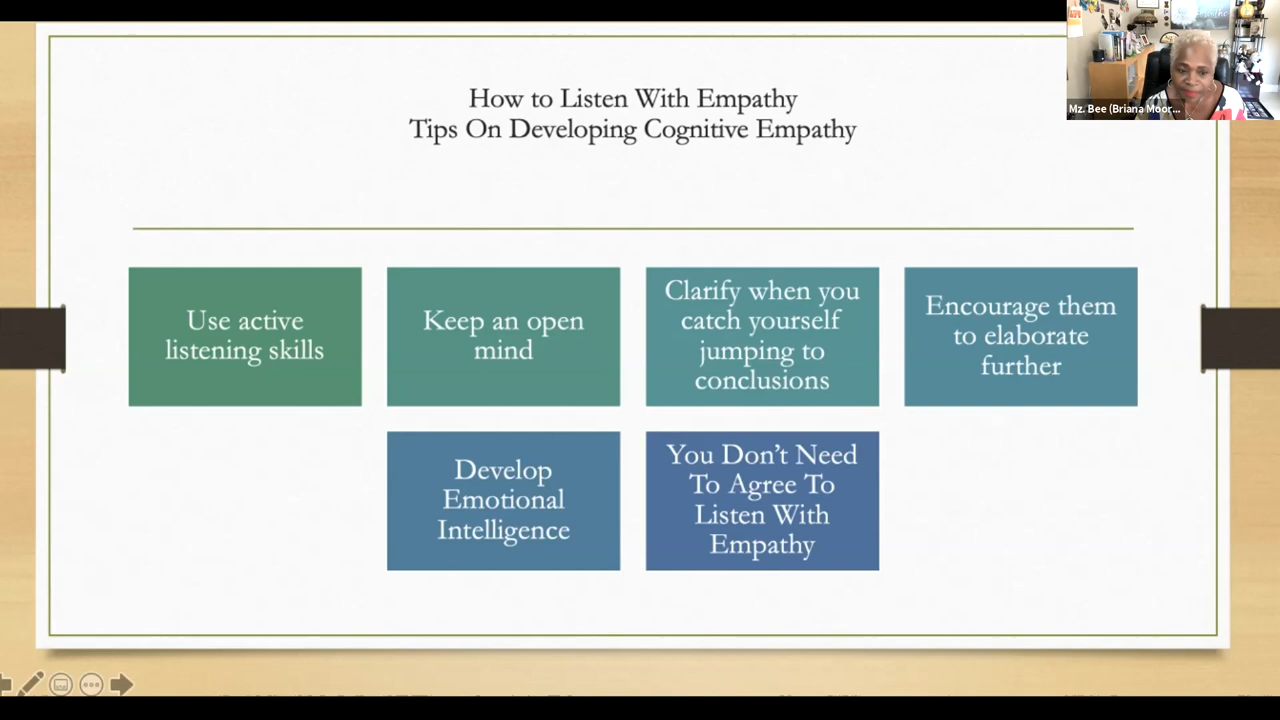 How to Listen With Empathy
Tips On Developing Cognitive Empathy
Mz. Bee (Briana Moor...
Use active
listening skills
Keep an open
mind
Clarify when you
catch yourself
jumping to
conclusions
Encourage them
to elaborate
further
Develop
Emotional
Intelligence
You Don’t Need
To Agree To
Listen With
Empathy